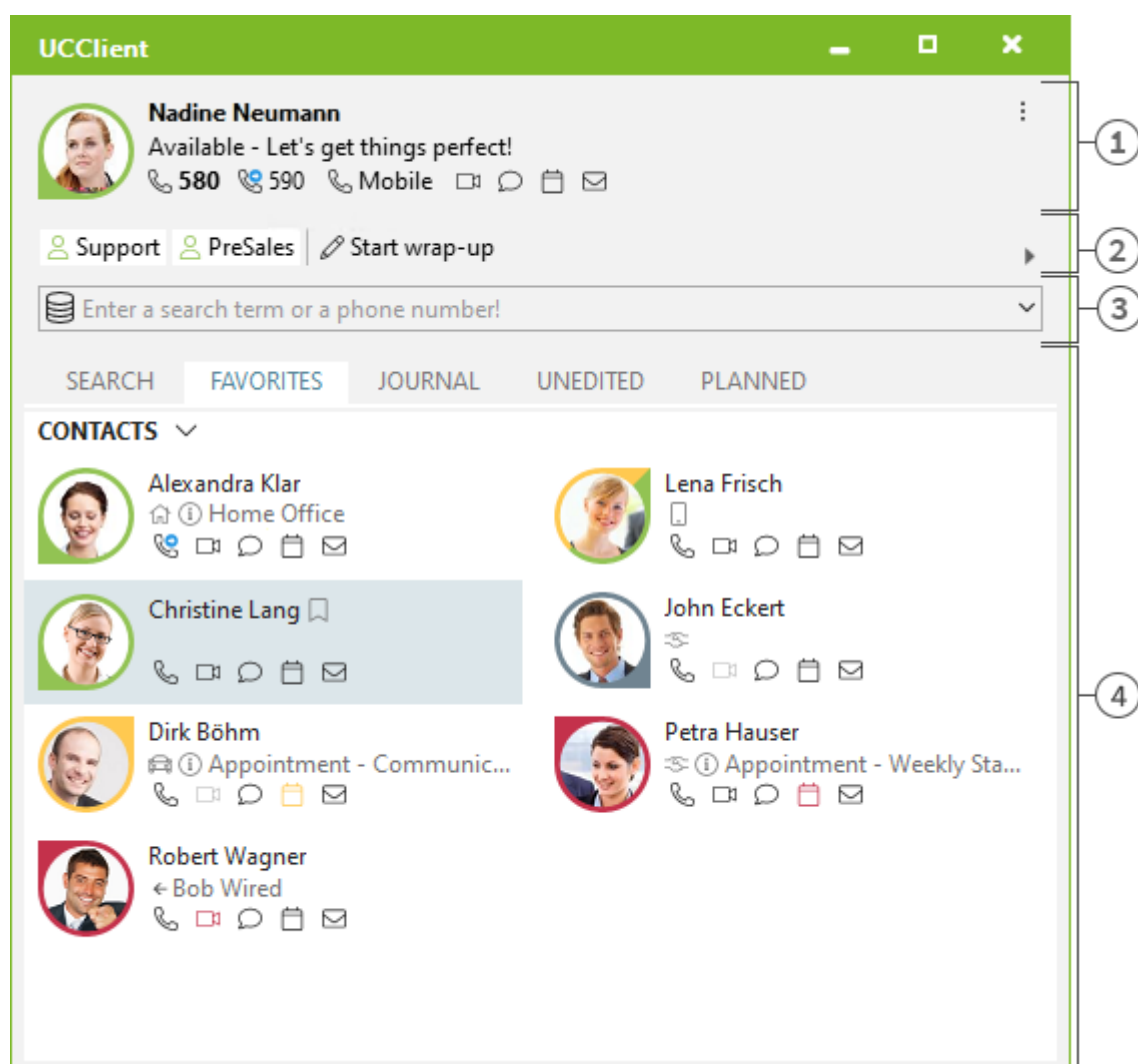 UCClient
Nadine Neumann
Available - Let's get things perfect!
580 590 Mobile
1
Support PreSales Start wrap-up
2
Enter a search term or a phone number!
3
SEARCH FAVORITES JOURNAL UNEDITED PLANNED
CONTACTS
Alexandra Klar
Home Office
Lena Frisch
Christine Lang
John Eckert
4
Dirk Böhm
Appointment - Communic...
Petra Hauser
Appointment - Weekly Sta...
Robert Wagner
Bob Wired